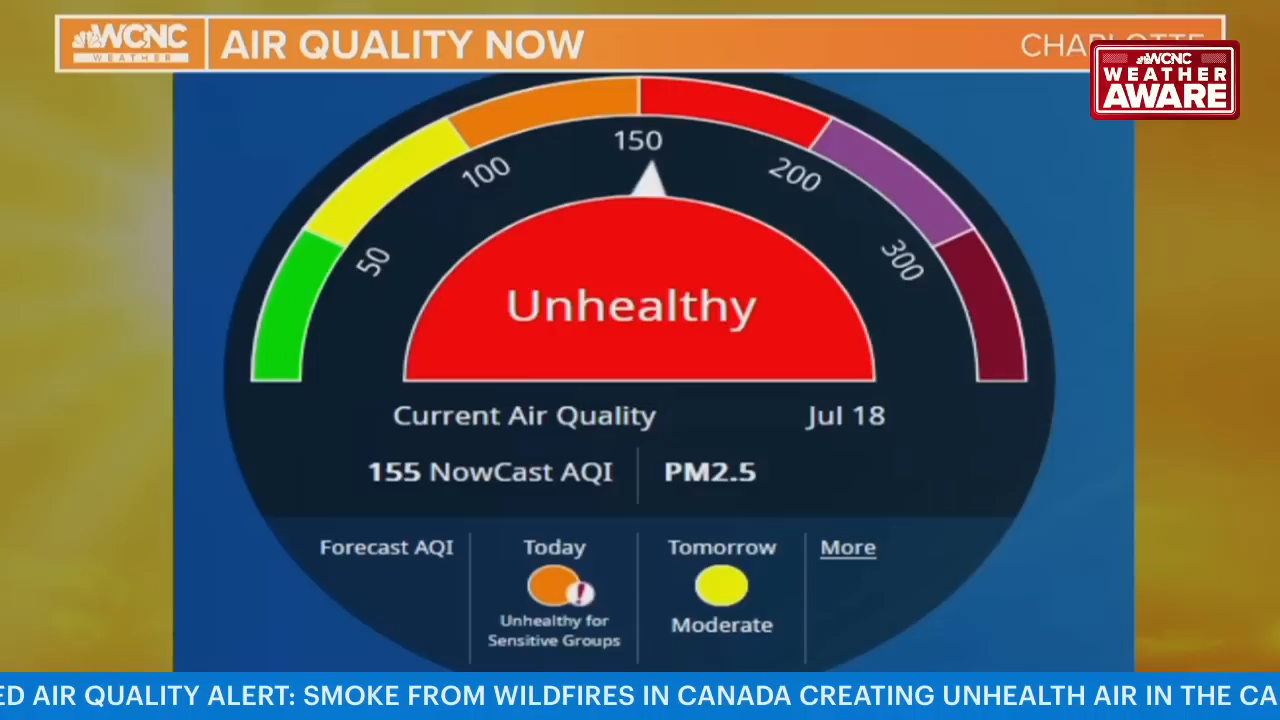 WCNC
WEATHER
AIR QUALITY NOW
WCNC
WEATHER
AWARE
50
100
150
200
300
Unhealthy
Current Air Quality Jul 18
155 NowCast AQI PM2.5
Forecast AQI Today Tomorrow More
!
Unhealthy for
Sensitive Groups
Moderate
AIR QUALITY ALERT: SMOKE FROM WILDFIRES IN CANADA CREATING UNHEALTH AIR IN THE